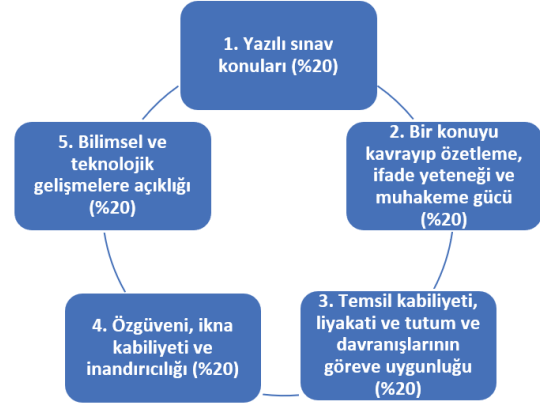 1. Yazılı sınav
konuları (%20)
2. Bir konuyu
kavrayıp özetleme,
ifade yeteneği ve
muhakeme gücü
(%20)
3. Temsil kabiliyeti,
liyakati ve tutum ve
davranışlarının
göreve uygunluğu
(%20)
4. Özgüveni, ikna
kabiliyeti ve
inandırıcılığı (%20)
5. Bilimsel ve
teknolojik
gelişmelere açıklığı
(%20)